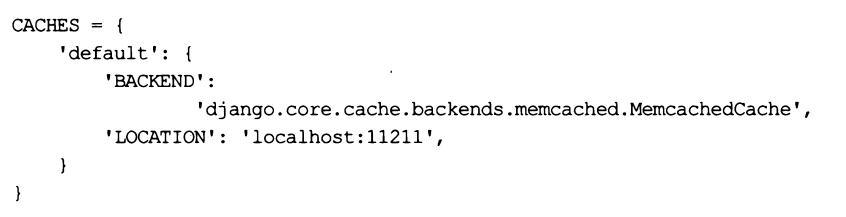 CACHES = {
    'default': {
        'BACKEND':
                'django.core.cache.backends.memcached.MemcachedCache',
        'LOCATION': 'localhost:11211',
    }
}